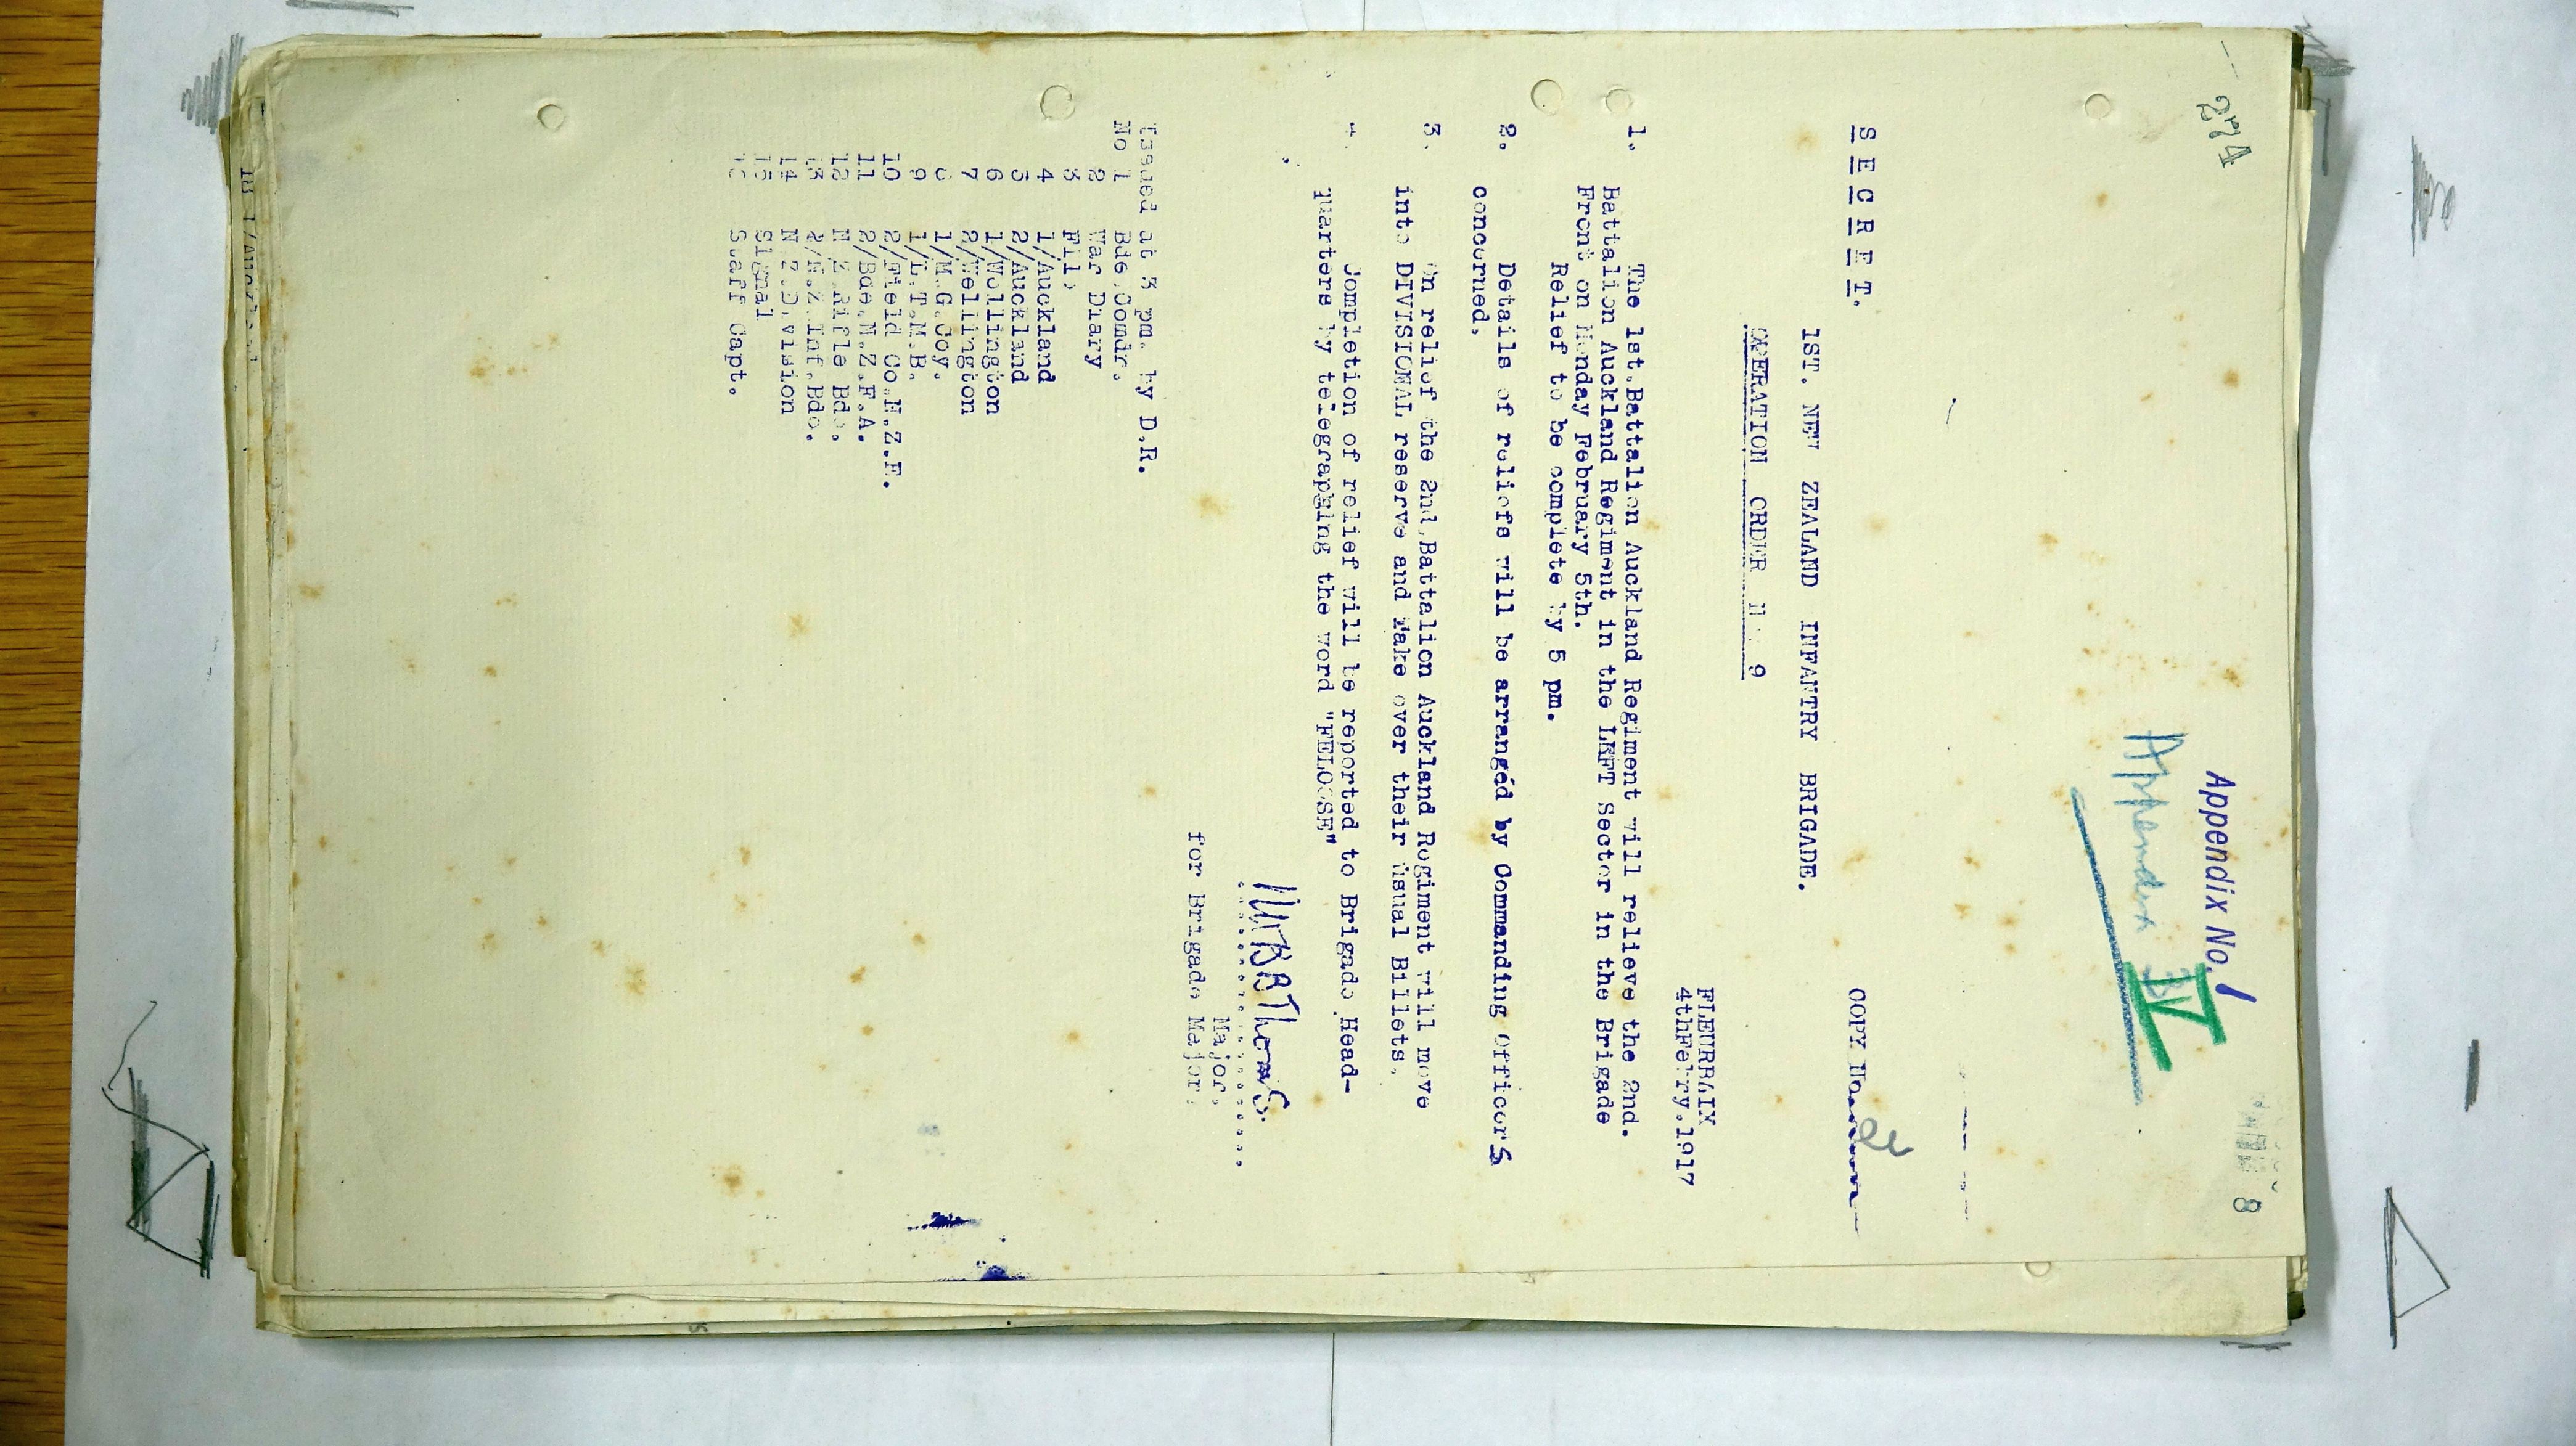 274
Appendix No. 1
Appendix IV
8
S E C R E T.
COPY No.
1ST. NEW ZEALAND INFANTRY BRIGADE.
OPERATION ORDER No 9
FLEURBAIX
4thFebry.1917
1. The 1st.Battalion Auckland Regiment will relieve the 2nd.
Battalion Auckland Regiment in the LEFT Sector in the Brigade
Front on Monday February 5th.
Relief to be complete by 5 pm.
2. Details of reliefs will be arranged by Commanding Officers
concerned.
3. On relief the 2nd.Battalion Auckland Regiment will move
into DIVISIONAL reserve and Take over their Usual Billets.
4 Completion of relief will be reported to Brigade Head-
quarters by telegraphing the word "FELOOSE"
Major,
for Brigade Major.
Issued at 3 pm. by D.R.
No 1 Bde Comdr.
2 War Diary
3 File
4 1/Auckland
5 2/Auckland
6 1/Wellington
7 2/Wellington
8 1/M.G.Coy.
9 1/L.T.M.B.
10 2/Field Co.N.Z.E.
11 2/Bde.N.Z.F.A.
12 N Z Rifle Bde.
13 2/N.Z.Inf.Bde.
14 N Z Division
15 Signal
16 Staff Capt.